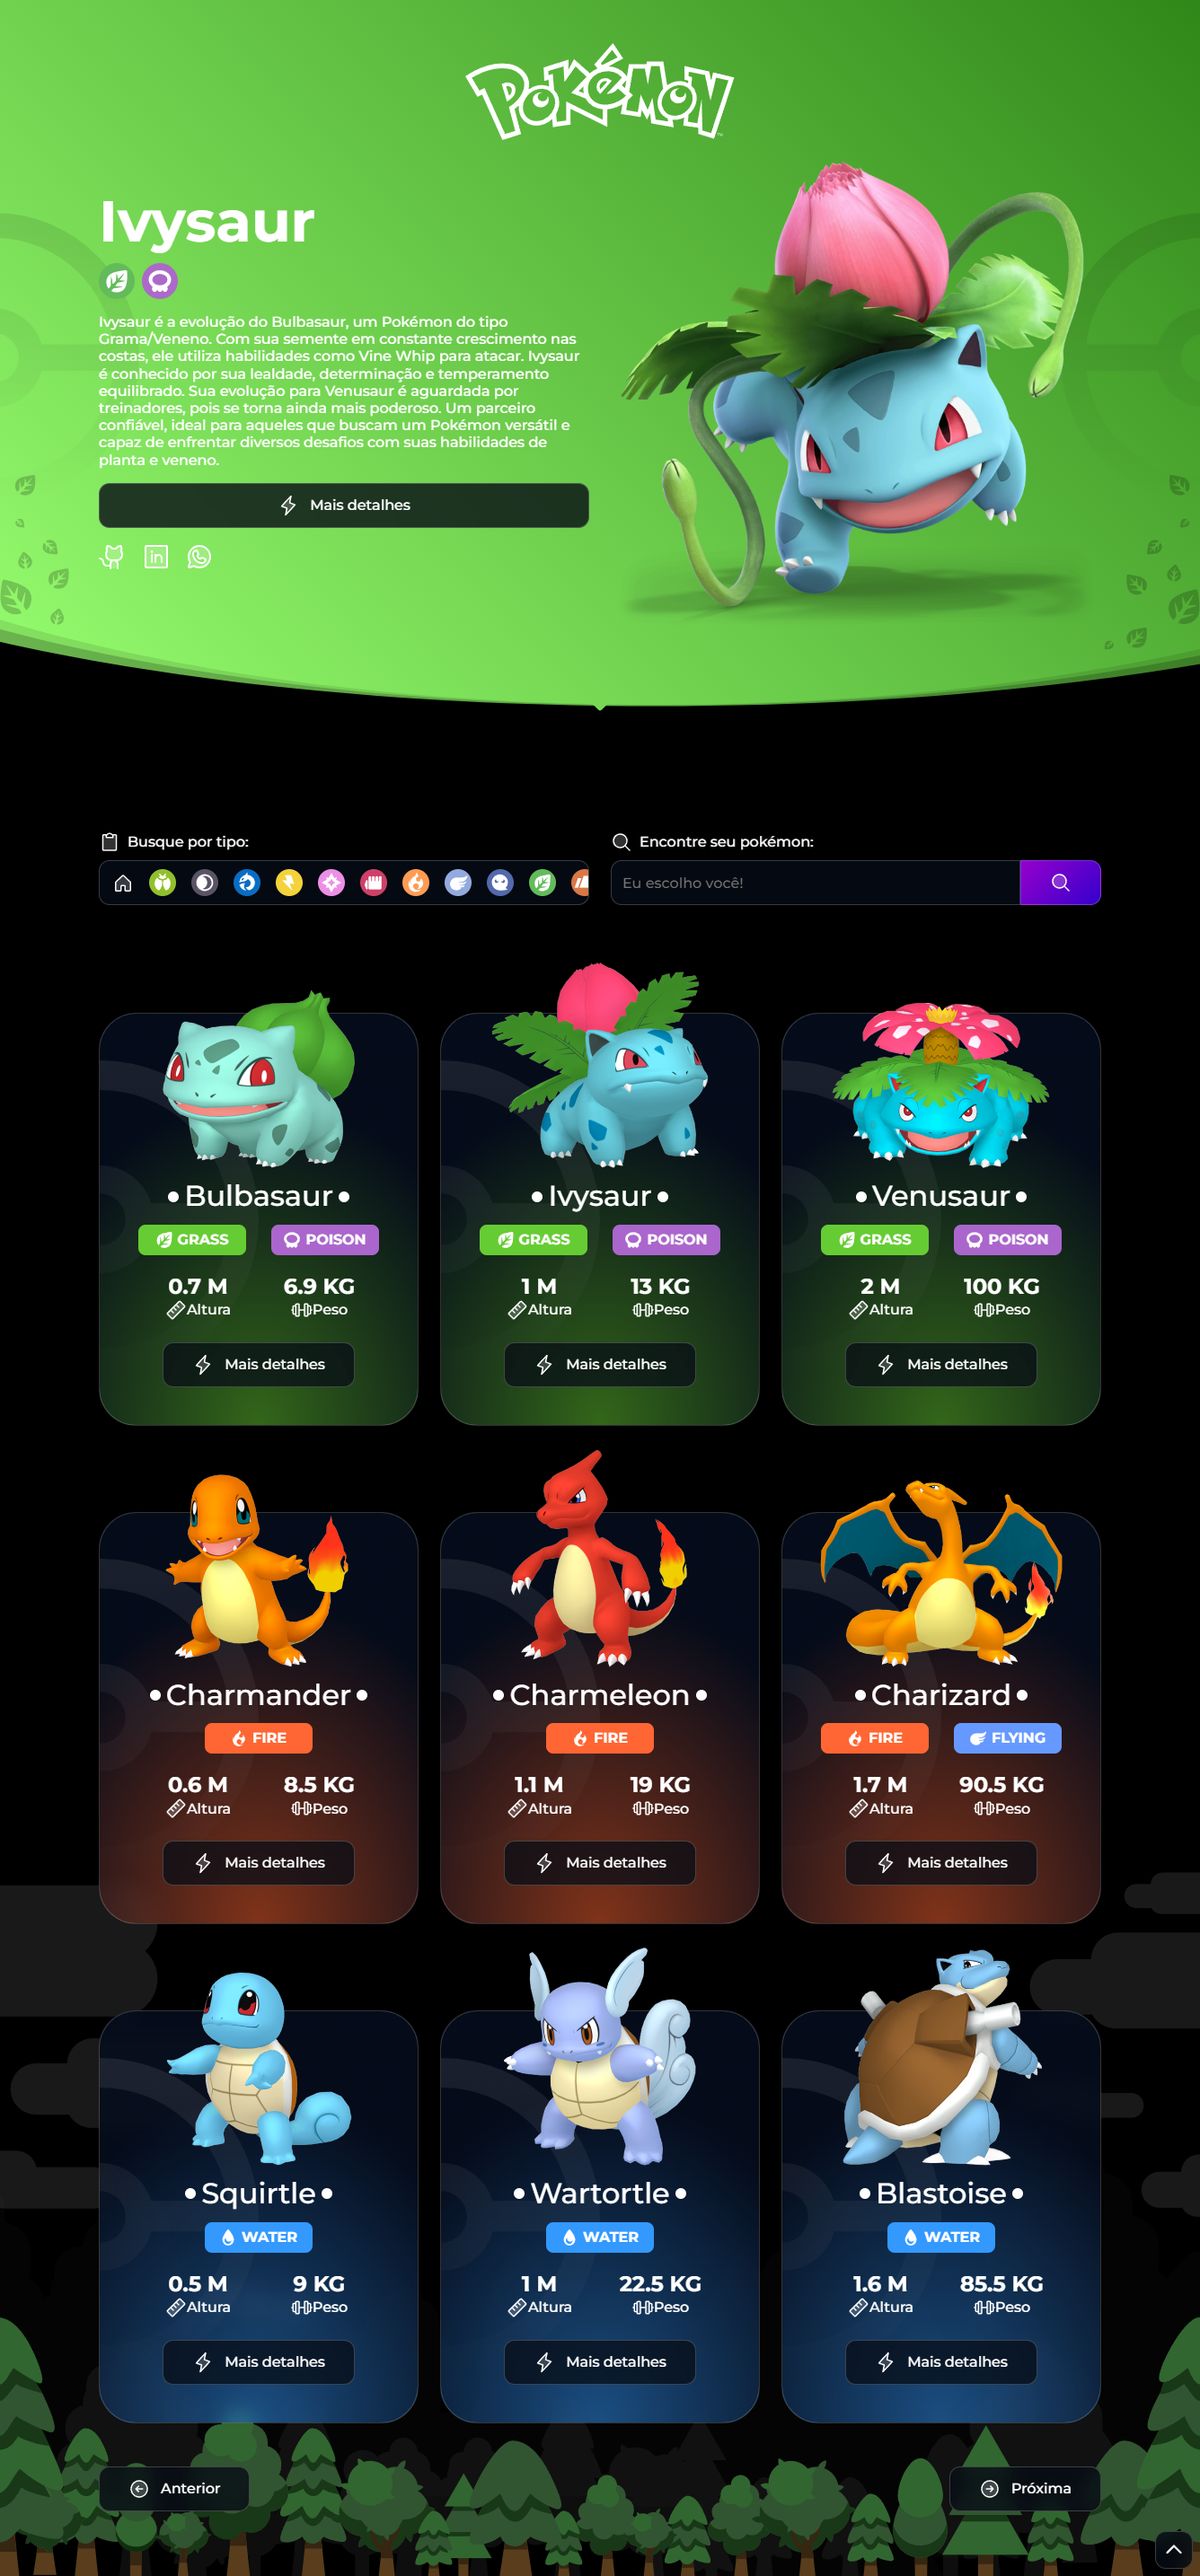 POKéMON
Ivysaur
Ivysaur é a evolução do Bulbasaur, um Pokémon do tipo
Grama/Veneno. Com sua semente em constante crescimento nas
costas, ele utiliza habilidades como Vine Whip para atacar. Ivysaur
é conhecido por sua lealdade, determinação e temperamento
equilibrado. Sua evolução para Venusaur é aguardada por
treinadores, pois se torna ainda mais poderoso. Um parceiro
confiável, ideal para aqueles que buscam um Pokémon versátil e
capaz de enfrentar diversos desafios com suas habilidades de
planta e veneno.
Mais detalhes
in
Busque por tipo:
Encontre seu pokémon:
Eu escolho você!
•Bulbasaur•
GRASS POISON
0.7 M 6.9 KG
Altura Peso
Mais detalhes
•Ivysaur•
GRASS POISON
1 M 13 KG
Altura Peso
Mais detalhes
•Venusaur•
GRASS POISON
2 M 100 KG
Altura Peso
Mais detalhes
•Charmander•
FIRE
0.6 M 8.5 KG
Altura Peso
Mais detalhes
•Charmeleon•
FIRE
1.1 M 19 KG
Altura Peso
Mais detalhes
•Charizard•
FIRE FLYING
1.7 M 90.5 KG
Altura Peso
Mais detalhes
•Squirtle•
WATER
0.5 M 9 KG
Altura Peso
Mais detalhes
•Wartortle•
WATER
1 M 22.5 KG
Altura Peso
Mais detalhes
•Blastoise•
WATER
1.6 M 85.5 KG
Altura Peso
Mais detalhes
Anterior
Próxima